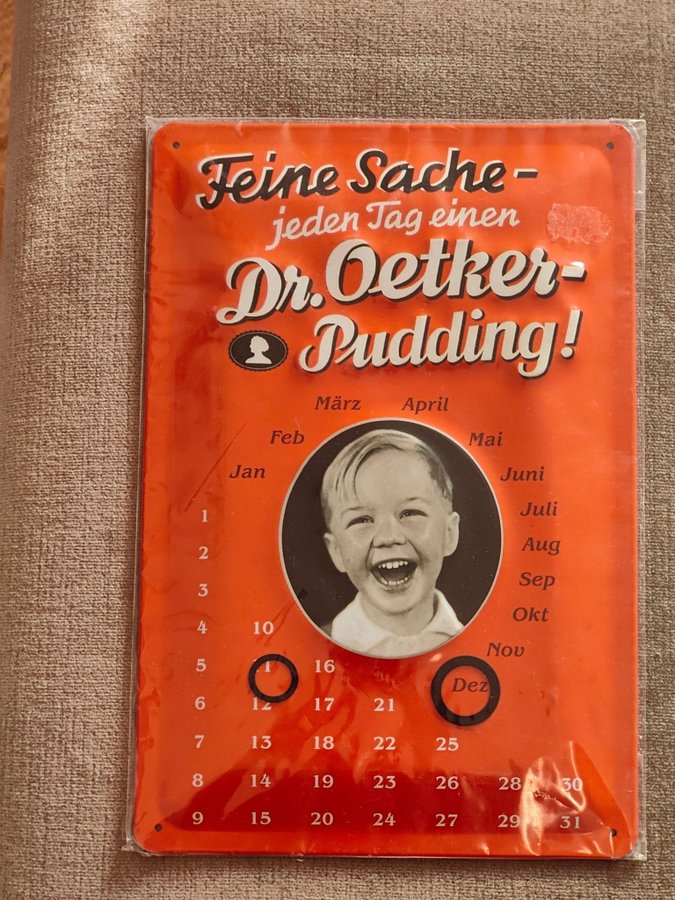 Feine Sache -
jeden Tag einen
Dr. Oetker-
Pudding!
März April
Feb Mai
Jan Juni
Juli
1
Aug
2
Sep
3
Okt
4 10
Nov
5 16
Dez
6 12 17 21
7 13 18 22 25
8 14 19 23 26 28 30
9 15 20 24 27 29 31